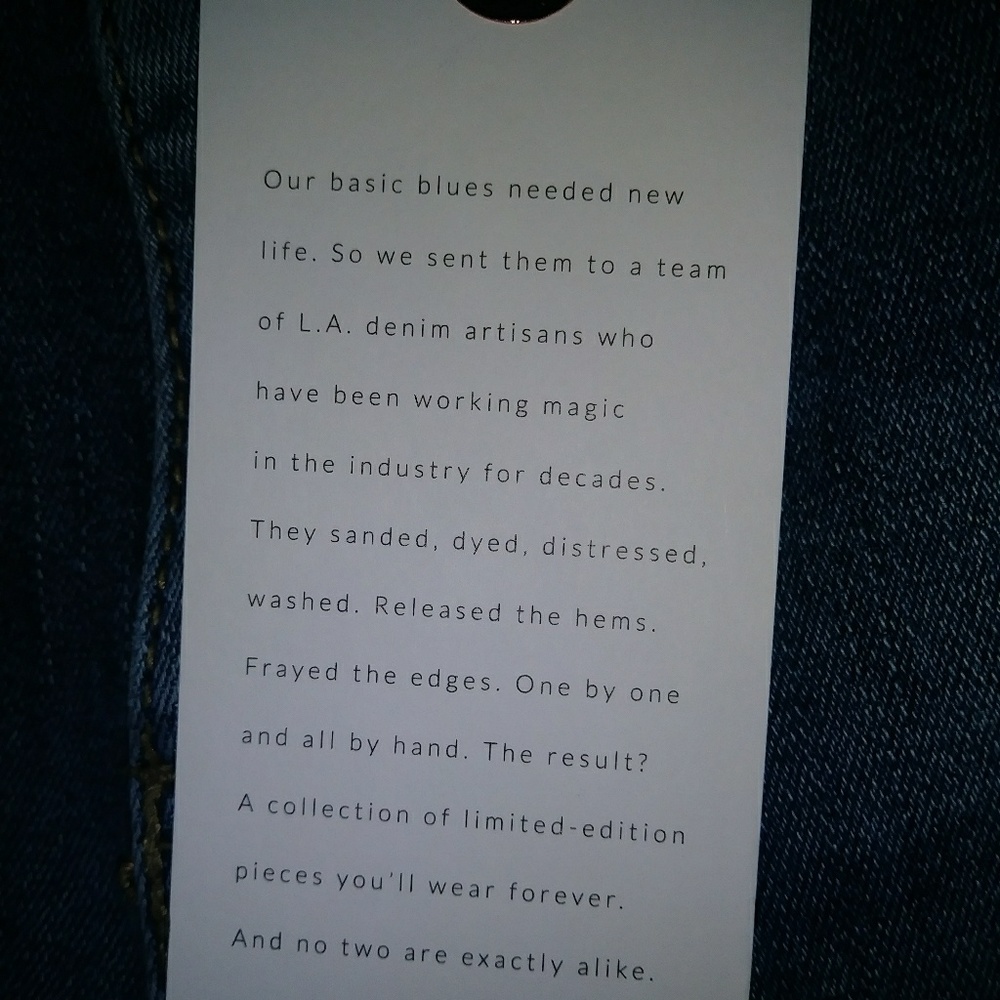 Our basic blues needed new
life. So we sent them to a team
of L.A. denim artisans who
have been working magic
in the industry for decades.
They sanded, dyed, distressed,
washed. Released the hems.
Frayed the edges. One by one
and all by hand. The result?
A collection of limited-edition
pieces you'll wear forever.
And no two are exactly alike.